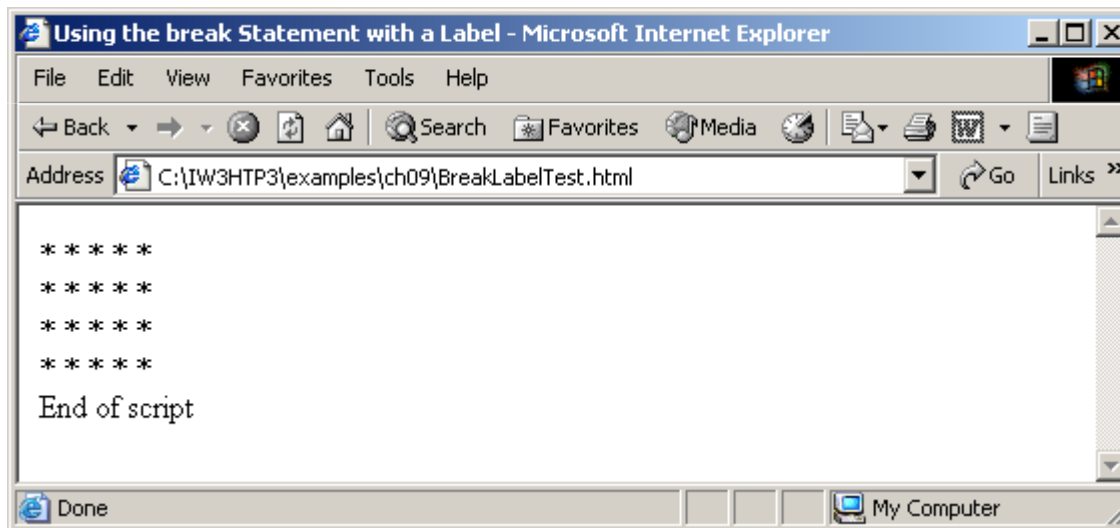 Using the break Statement with a Label - Microsoft Internet Explorer
File Edit View Favorites Tools Help
Back Search Favorites Media W
Address C:\IW3HTP3\examples\ch09\BreakLabelTest.html Go Links »
* * * * *
* * * * *
* * * * *
* * * * *
End of script
Done My Computer